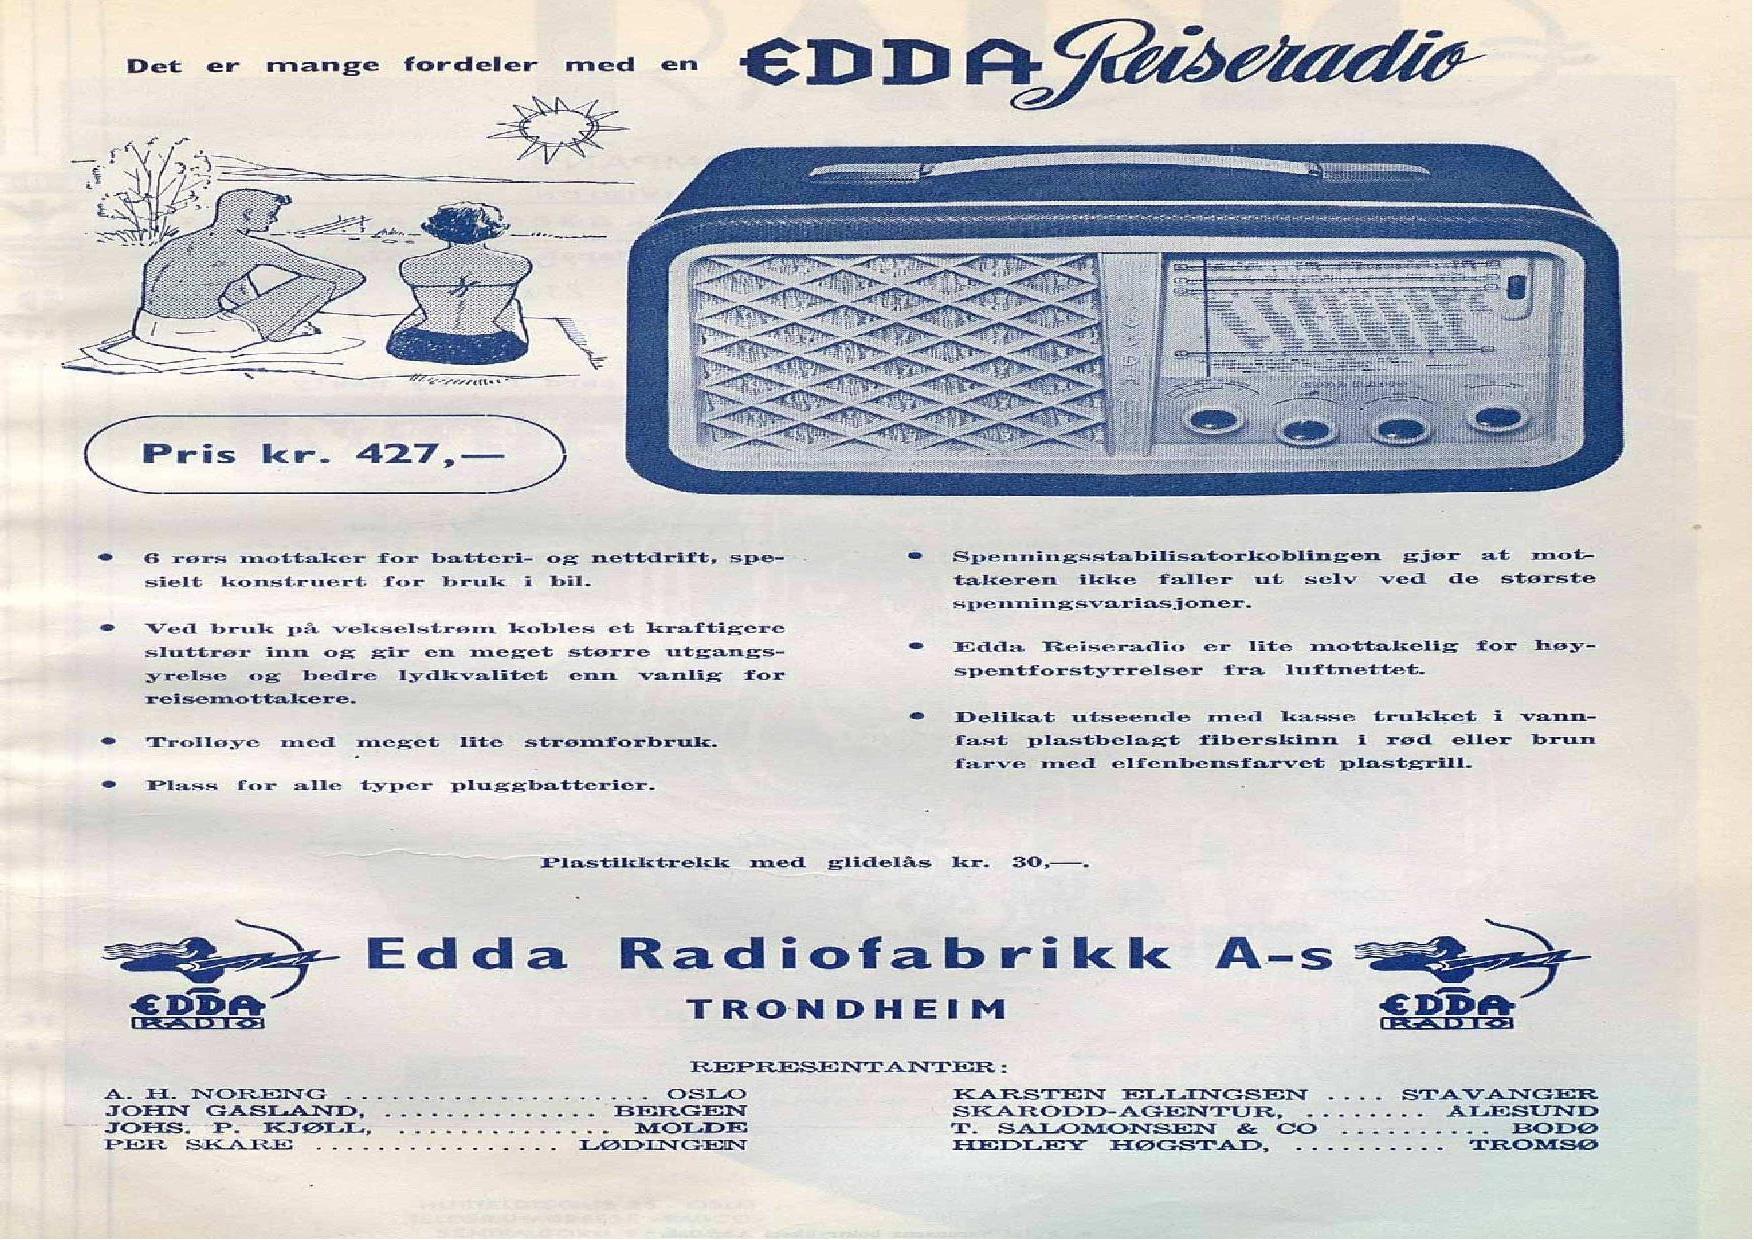 Det er mange fordeler med en EDDA Reiseradio
EDDA
Pris kr. 427,—
• 6 rørs mottaker for batteri- og nettdrift, spe-
sielt konstruert for bruk i bil.
• Ved bruk på vekselstrøm kobles et kraftigere
sluttrør inn og gir en meget større utgangs-
yrelse og bedre lydkvalitet enn vanlig for
reisemottakere.
• Trolløye med meget lite strømforbruk.
• Plass for alle typer pluggbatterier.
• Spenningsstabilisatorkoblingen gjør at mot-
takeren ikke faller ut selv ved de største
spenningsvariasjoner.
• Edda Reiseradio er lite mottakelig for høy-
spentforstyrrelser fra luftnettet.
• Delikat utseende med kasse trukket i vann-
fast plastbelagt fiberskinn i rød eller brun
farve med elfenbensfarvet plastgrill.
Plastikktrekk med glidelås kr. 30,—.
Edda Radiofabrikk A-s
TRONDHEIM
EDDA
RADIO
EDDA
RADIO
REPRESENTANTER:
A. H. NORENG .................... OSLO
JOHN GASLAND, .............. BERGEN
JOHS. P. KJØLL, ............... MOLDE
PER SKARE ................ LØDINGEN
KARSTEN ELLINGSEN .... STAVANGER
SKARODD-AGENTUR, ........ ALESUND
T. SALOMONSEN & CO .......... BODØ
HEDLEY HØGSTAD, .......... TROMSØ